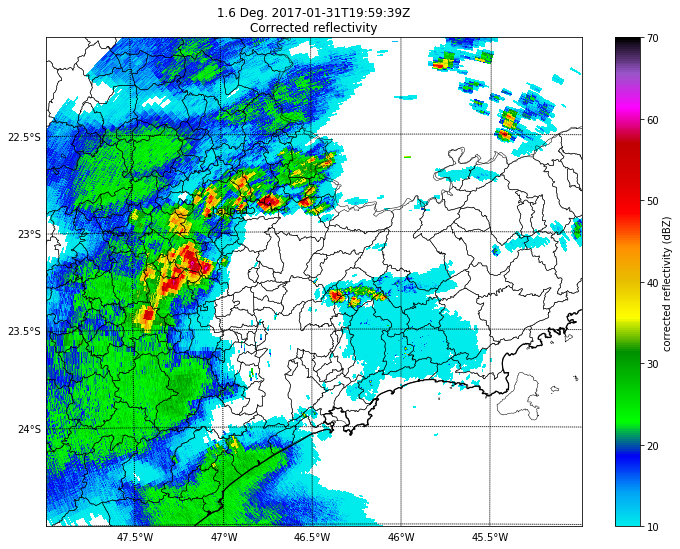 1.6 Deg. 2017-01-31T19:59:39Z
Corrected reflectivity
22.5°S
23°S
23.5°S
24°S
47.5°W
47°W
46.5°W
46°W
45.5°W
70
60
50
40
30
20
10
corrected reflectivity (dBZ)